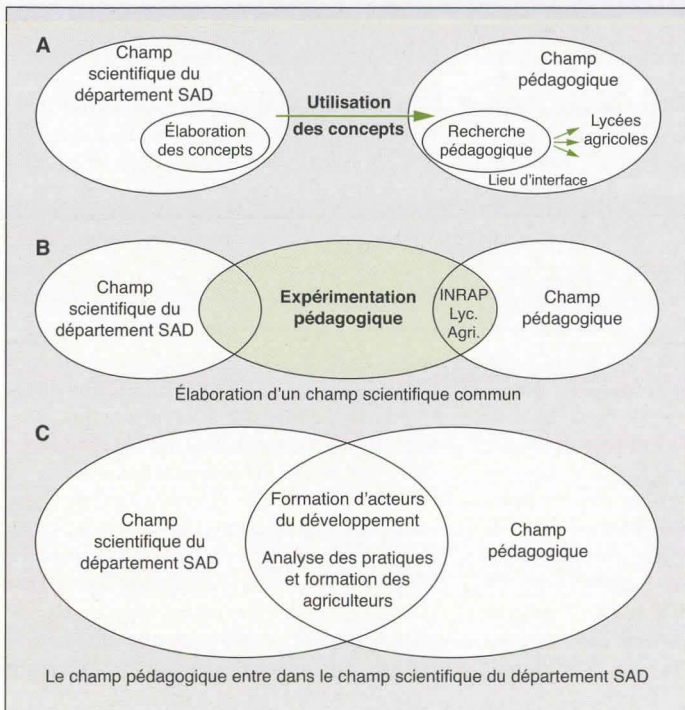 A
Champ
scientifique du
département SAD
Élaboration
des concepts
Utilisation
des concepts
Champ
pédagogique
Recherche
pédagogique
Lycées
agricoles
Lieu d'interface
B
Champ
scientifique du
département SAD
Expérimentation
pédagogique
INRAP
Lyc.
Agri.
Champ
pédagogique
Élaboration d'un champ scientifique commun
C
Champ
scientifique du
département SAD
Formation d'acteurs
du développement
Analyse des pratiques
et formation des
agriculteurs
Champ
pédagogique
Le champ pédagogique entre dans le champ scientifique du département SAD